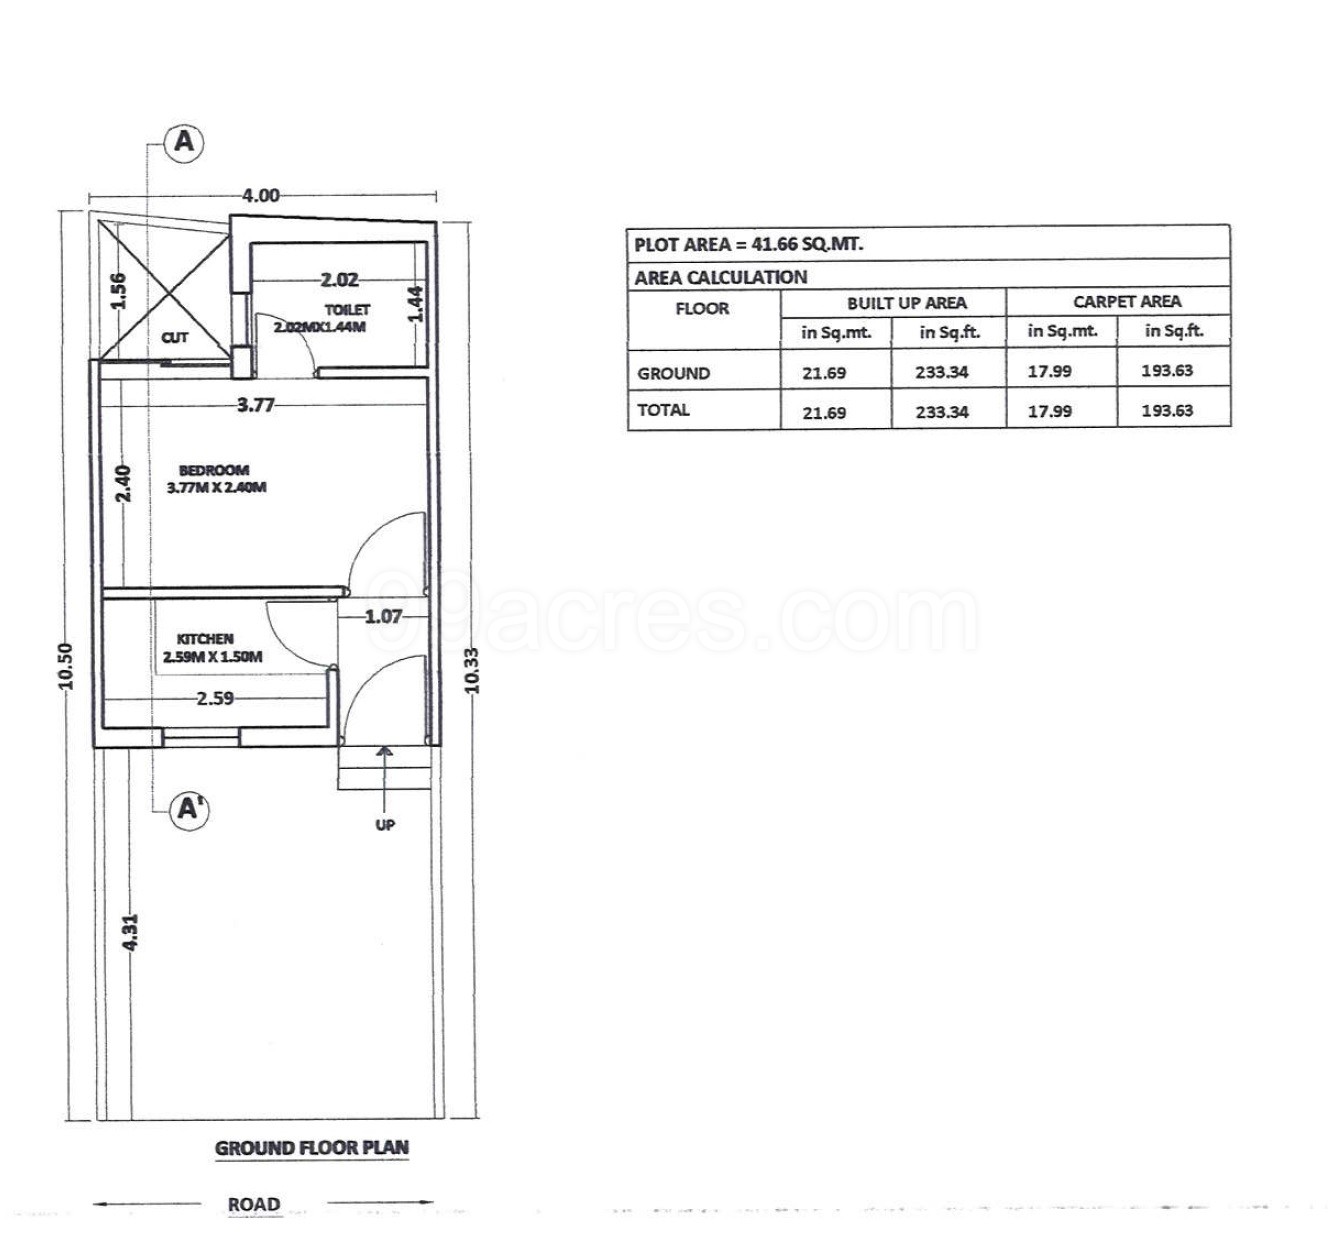 A
4.00
1.56
2.02
1.44
TOILET
2.02MX1.44M
CUT
3.77
2.40
BEDROOM
3.77M X 2.40M
1.07
KITCHEN
2.59M X 1.50M
2.59
10.50
10.33
A'
UP
4.31
GROUND FLOOR PLAN
ROAD
PLOT AREA = 41.66 SQ.MT.
AREA CALCULATION
FLOOR BUILT UP AREA CARPET AREA
in Sq.mt. in Sq.ft. in Sq.mt. in Sq.ft.
GROUND 21.69 233.34 17.99 193.63
TOTAL 21.69 233.34 17.99 193.63
99acres.com